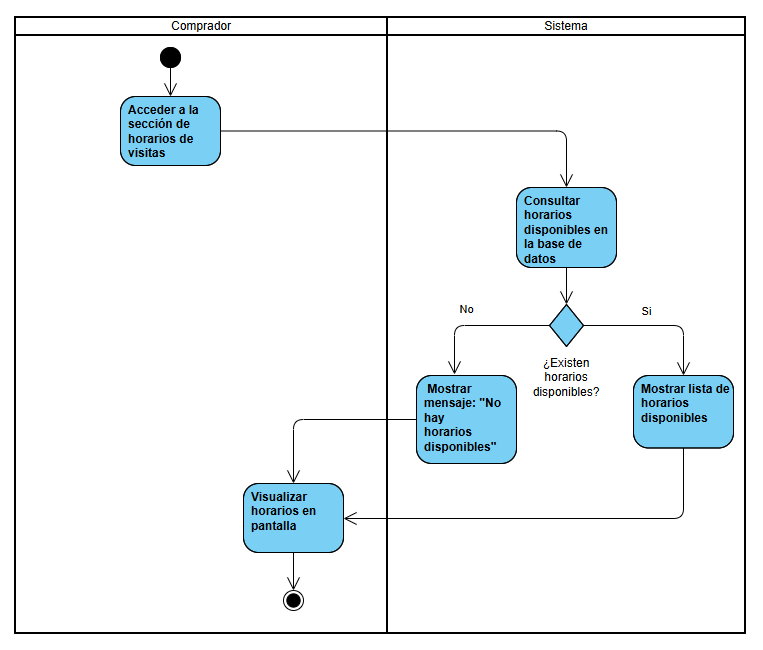 Comprador
Sistema
Acceder a la
sección de
horarios de
visitas
Consultar
horarios
disponibles en
la base de
datos
No
Si
¿Existen
horarios
disponibles?
Mostrar
mensaje: "No
hay
horarios
disponibles"
Mostrar lista de
horarios
disponibles
Visualizar
horarios en
pantalla